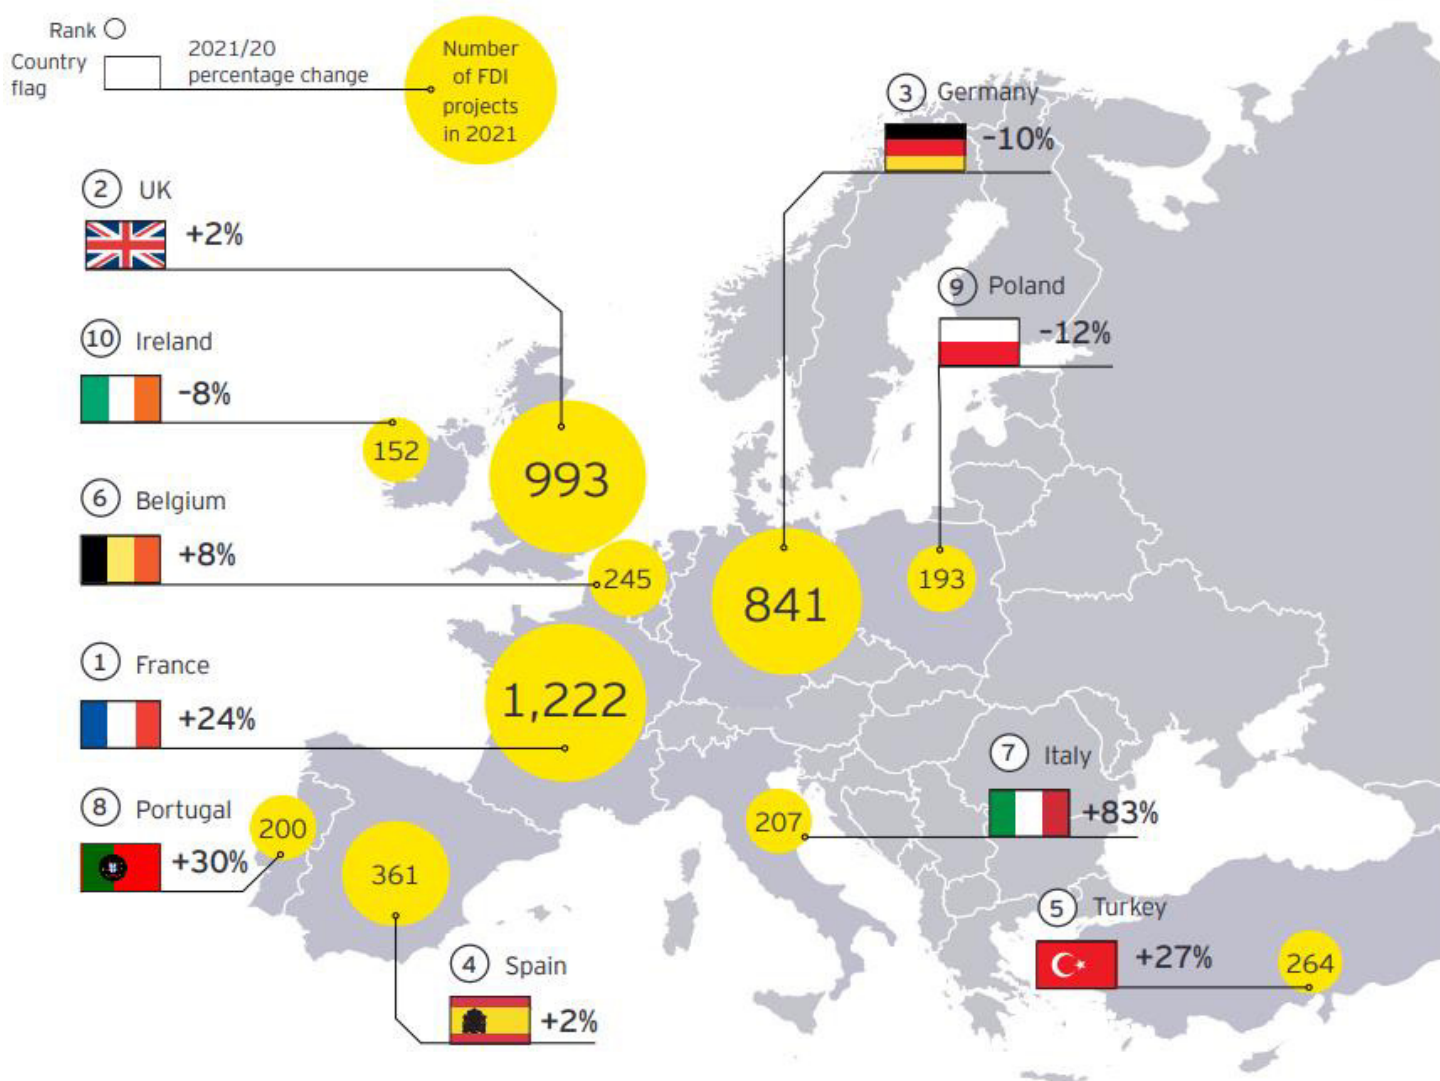 Rank
Country
flag
2021/20
percentage change
Number
of FDI
projects
in 2021
3 Germany
-10%
2 UK
+2%
9 Poland
-12%
10 Ireland
-8%
152
993
6 Belgium
+8%
245
841
193
1 France
+24%
1,222
7 Italy
+83%
207
8 Portugal
+30%
200
361
5 Turkey
+27%
264
4 Spain
+2%